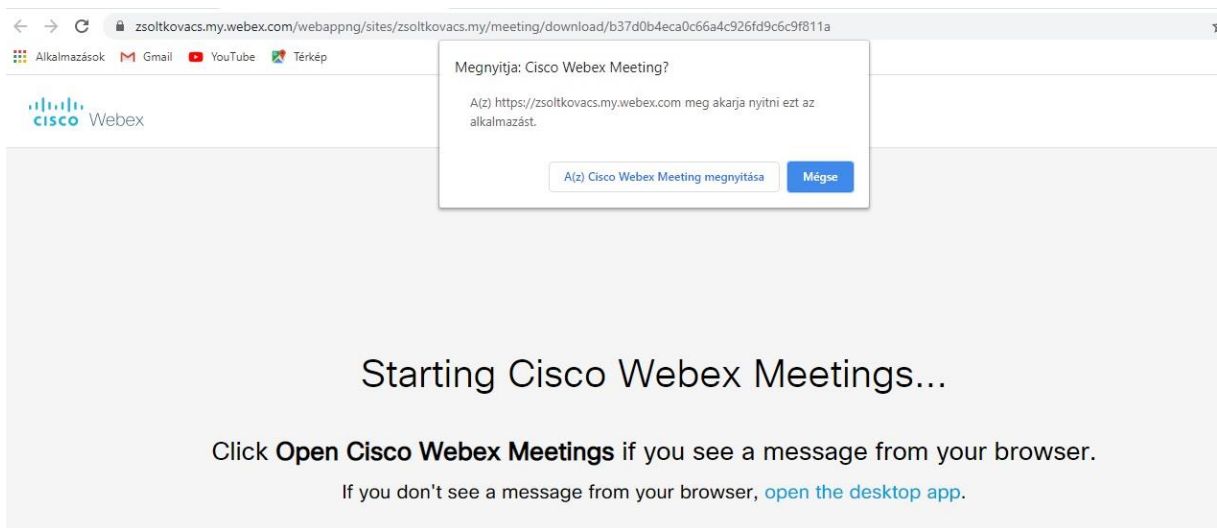 zsoltkovacs.my.webex.com/webappng/sites/zsoltkovacs.my/meeting/download/b37d0b4eca0c66a4c926fd9c6c9f811a
Alkalmazások Gmail YouTube Térkép
Megnyitja: Cisco Webex Meeting?
A(z) https://zsoltkovacs.my.webex.com meg akarja nyitni ezt az
alkalmazást.
A(z) Cisco Webex Meeting megnyitása Mégse
cisco Webex
Starting Cisco Webex Meetings...
Click Open Cisco Webex Meetings if you see a message from your browser.
If you don't see a message from your browser, open the desktop app.